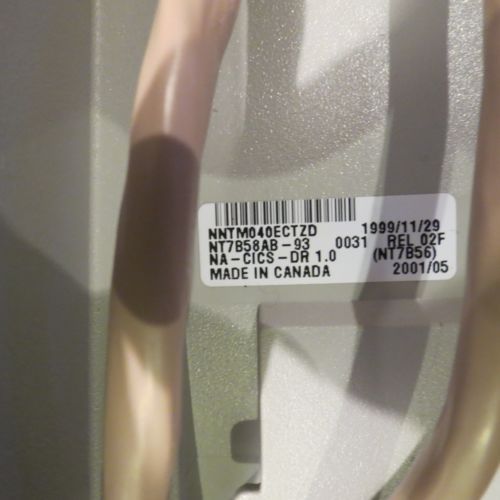 NNTM040ECTZD 1999/11/29
NT7B58AB-93 0031 REL 02F
NA-CICS-DR 1.0 (NT7B56)
MADE IN CANADA 2001/05